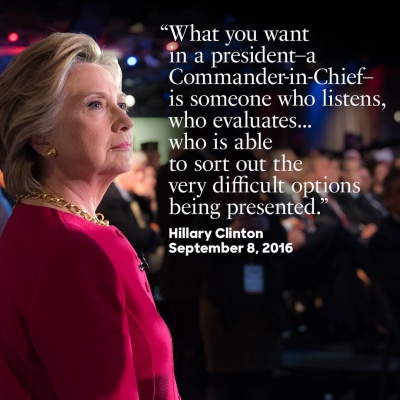 “What you want
in a president–a
Commander-in-Chief–
is someone who listens,
who evaluates...
who is able
to sort out the
very difficult options
being presented.”
Hillary Clinton
September 8, 2016